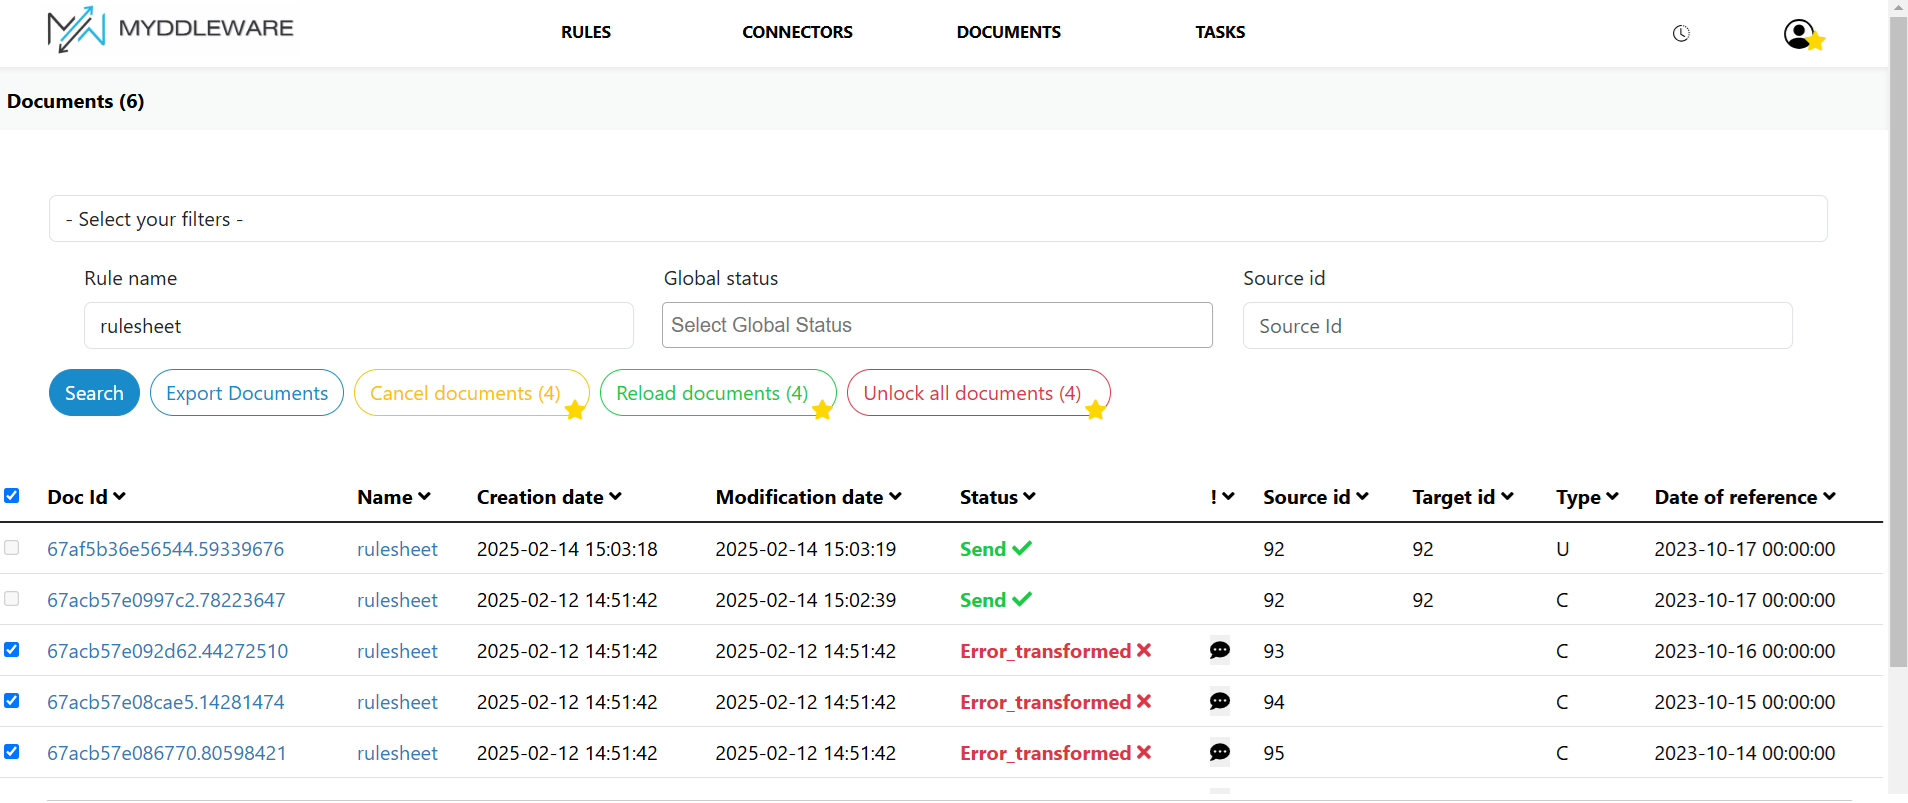 MYDDLEWARE RULES CONNECTORS DOCUMENTS TASKS
Documents (6)
- Select your filters -
Rule name Global status Source id
rulesheet Select Global Status Source Id
Search Export Documents Cancel documents (4) Reload documents (4) Unlock all documents (4)
Doc Id Name Creation date Modification date Status ! Source id Target id Type Date of reference
67af5b36e56544.59339676 rulesheet 2025-02-14 15:03:18 2025-02-14 15:03:19 Send 92 92 U 2023-10-17 00:00:00
67acb57e0997c2.78223647 rulesheet 2025-02-12 14:51:42 2025-02-14 15:02:39 Send 92 92 C 2023-10-17 00:00:00
67acb57e092d62.44272510 rulesheet 2025-02-12 14:51:42 2025-02-12 14:51:42 Error_transformed 93 C 2023-10-16 00:00:00
67acb57e08cae5.14281474 rulesheet 2025-02-12 14:51:42 2025-02-12 14:51:42 Error_transformed 94 C 2023-10-15 00:00:00
67acb57e086770.80598421 rulesheet 2025-02-12 14:51:42 2025-02-12 14:51:42 Error_transformed 95 C 2023-10-14 00:00:00